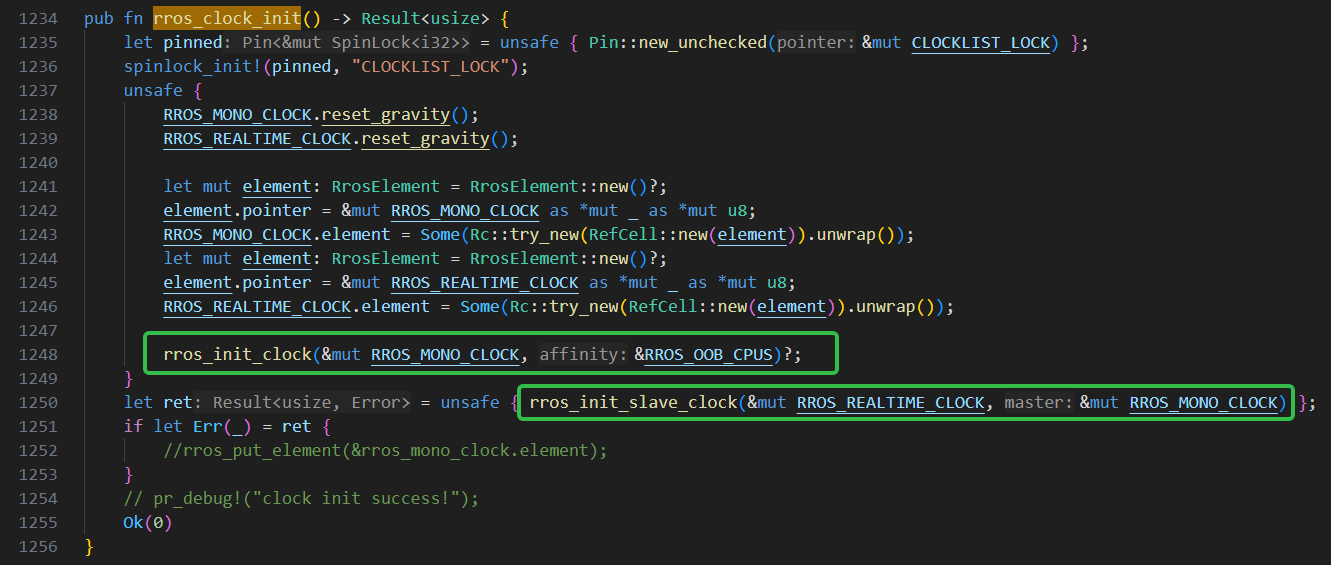 1234 pub fn rros_clock_init() -> Result<usize> {
1235     let pinned: Pin<&mut SpinLock<i32>> = unsafe { Pin::new_unchecked(pointer: &mut CLOCKLIST_LOCK) };
1236     spinlock_init!(pinned, "CLOCKLIST_LOCK");
1237     unsafe {
1238         RROS_MONO_CLOCK.reset_gravity();
1239         RROS_REALTIME_CLOCK.reset_gravity();
1240
1241         let mut element: RrosElement = RrosElement::new()?;
1242         element.pointer = &mut RROS_MONO_CLOCK as *mut _ as *mut u8;
1243         RROS_MONO_CLOCK.element = Some(Rc::try_new(RefCell::new(element)).unwrap());
1244         let mut element: RrosElement = RrosElement::new()?;
1245         element.pointer = &mut RROS_REALTIME_CLOCK as *mut _ as *mut u8;
1246         RROS_REALTIME_CLOCK.element = Some(Rc::try_new(RefCell::new(element)).unwrap());
1247
1248         rros_init_clock(&mut RROS_MONO_CLOCK, affinity: &RROS_OOB_CPUS)?;
1249     }
1250     let ret: Result<usize, Error> = unsafe { rros_init_slave_clock(&mut RROS_REALTIME_CLOCK, master: &mut RROS_MONO_CLOCK) };
1251     if let Err(_) = ret {
1252         //rros_put_element(&rros_mono_clock.element);
1253     }
1254     // pr_debug!("clock init success!");
1255     Ok(0)
1256 }